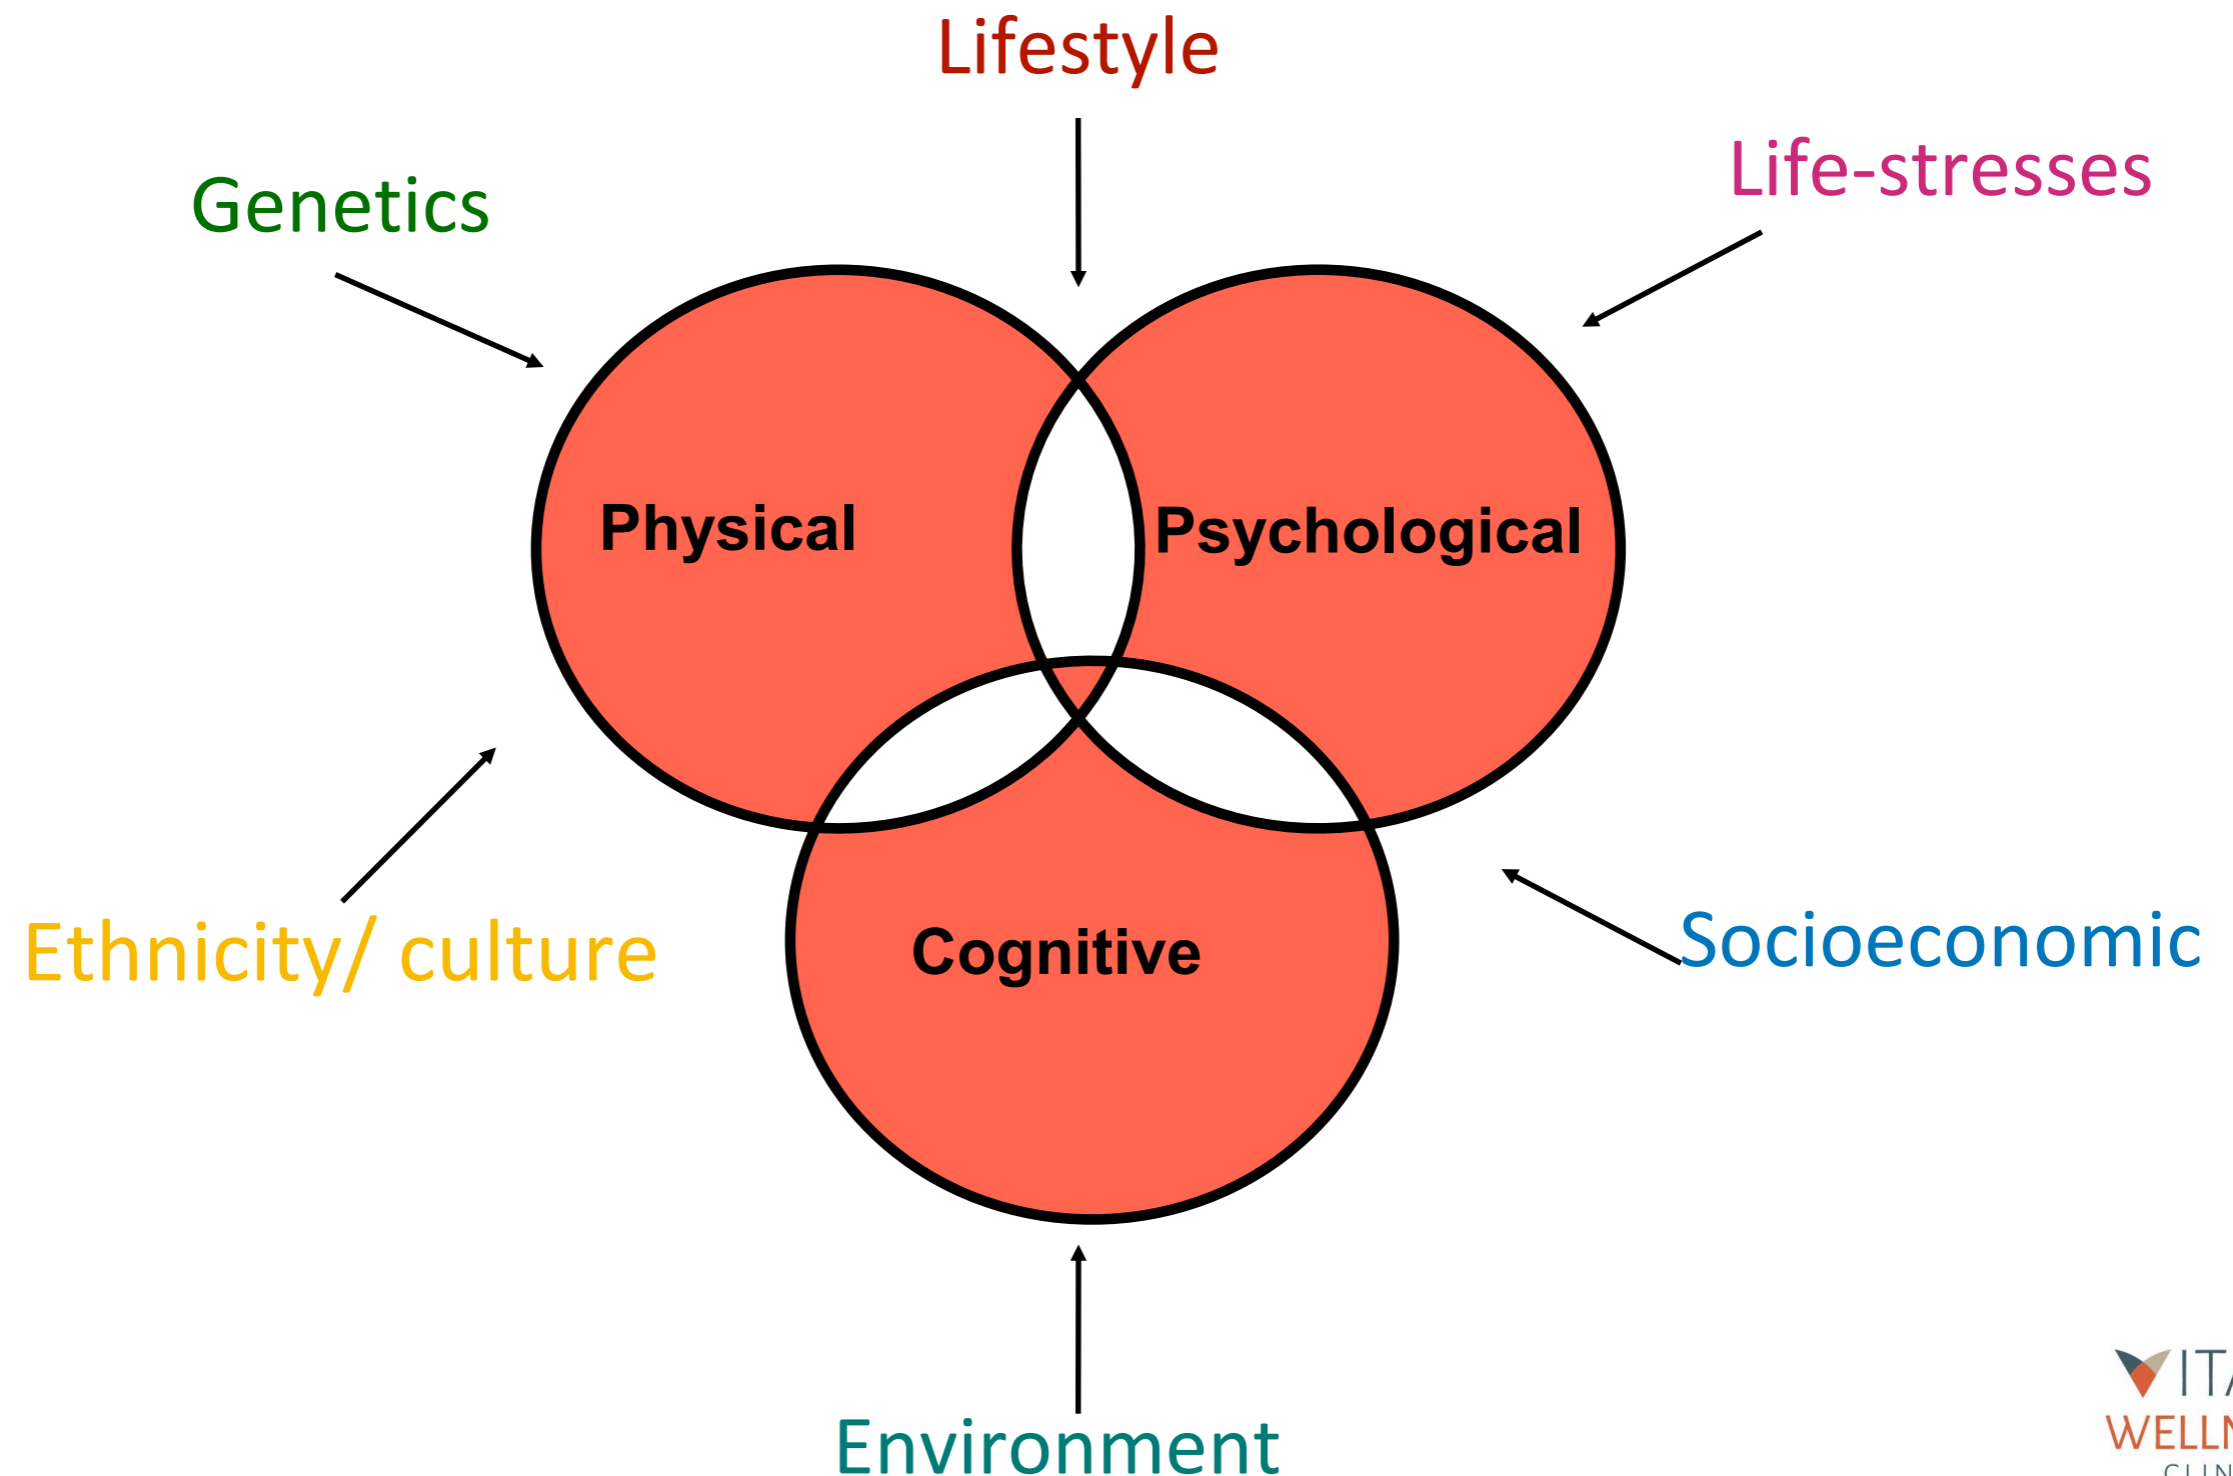 Lifestyle
Life-stresses
Genetics
Physical
Psychological
Ethnicity/ culture
Cognitive
Socioeconomic
Environment